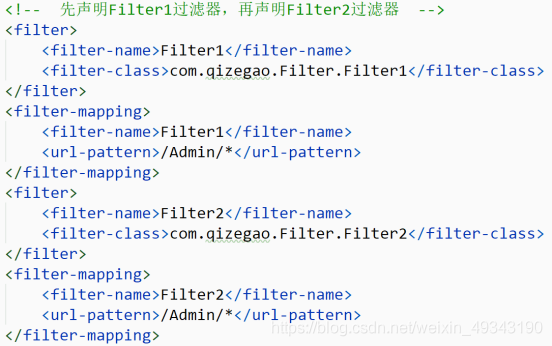 <!--  先声明Filter1过滤器，再声明Filter2过滤器  -->
<filter>
    <filter-name>Filter1</filter-name>
    <filter-class>com.qizegao.Filter.Filter1</filter-class>
</filter>
<filter-mapping>
    <filter-name>Filter1</filter-name>
    <url-pattern>/Admin/*</url-pattern>
</filter-mapping>
<filter>
    <filter-name>Filter2</filter-name>
    <filter-class>com.qizegao.Filter.Filter2</filter-class>
</filter>
<filter-mapping>
    <filter-name>Filter2</filter-name>
    <url-pattern>/Admin/*</url-pattern>
</filter-mapping>
https://blog.csdn.net/weixin_49343190